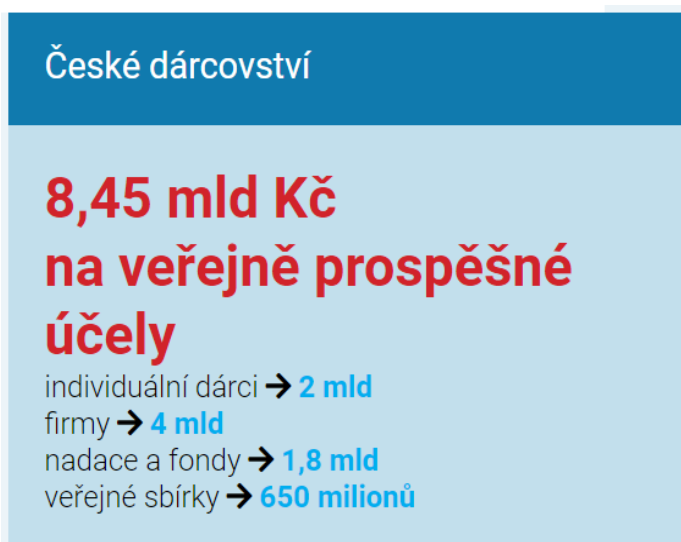 České dárcovství
8,45 mld Kč
na veřejně prospěšné
účely
individuální dárci → 2 mld
firmy → 4 mld
nadace a fondy → 1,8 mld
veřejné sbírky → 650 milionů